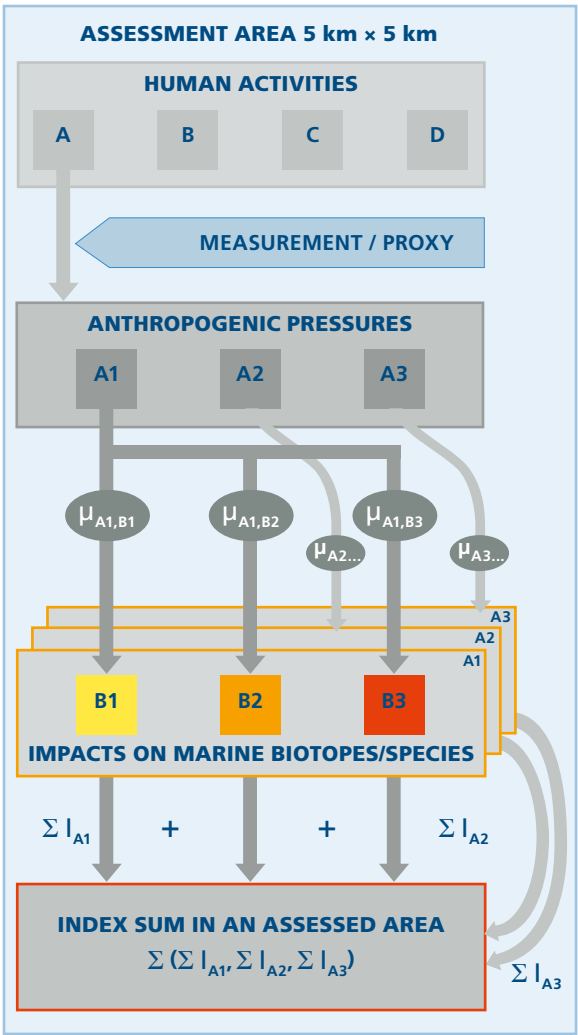 ASSESSMENT AREA 5 km × 5 km
HUMAN ACTIVITIES
A B C D
MEASUREMENT / PROXY
ANTHROPOGENIC PRESSURES
A1 A2 A3
μA1,B1 μA1,B2 μA1,B3
μA2... μA3...
A3
A2
A1
B1 B2 B3
IMPACTS ON MARINE BIOTOPES/SPECIES
Σ IA1 + + Σ IA2
INDEX SUM IN AN ASSESSED AREA
Σ (Σ IA1, Σ IA2, Σ IA3)
Σ IA3